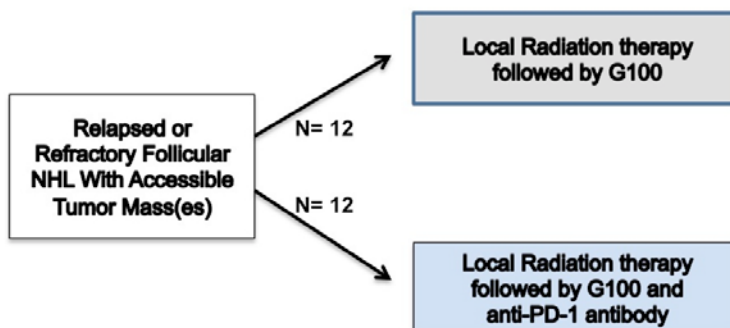 Local Radiation therapy
followed by G100
N= 12
Relapsed or
Refractory Follicular
NHL With Accessible
Tumor Mass(es)
N= 12
Local Radiation therapy
followed by G100 and
anti-PD-1 antibody